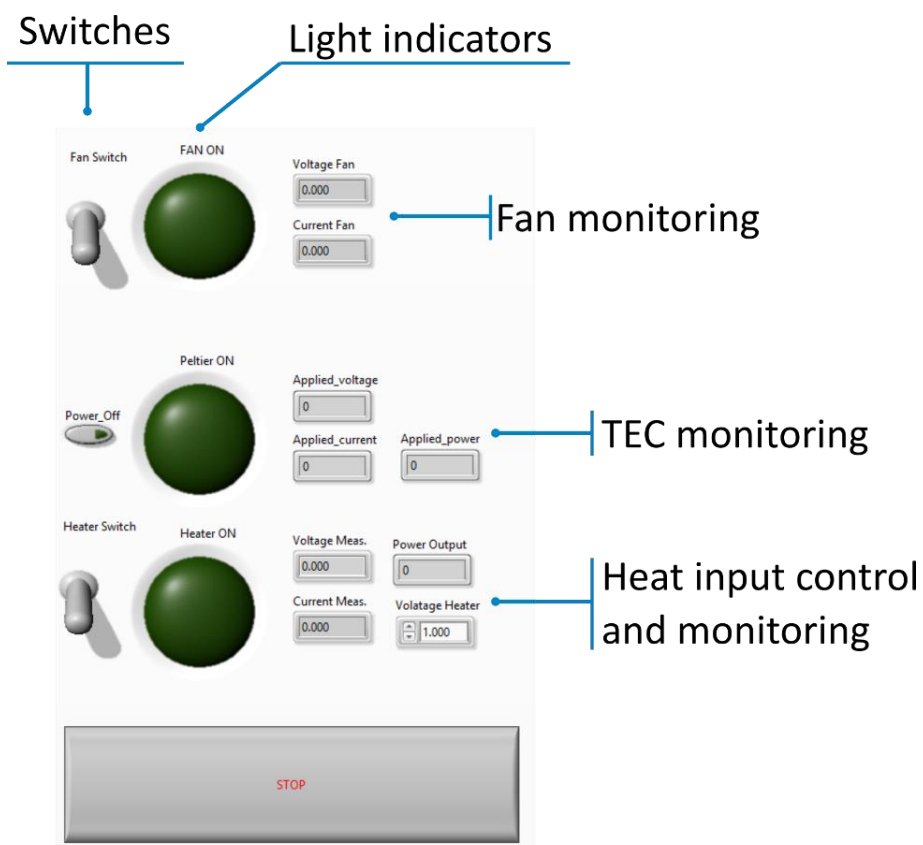 Switches
Light indicators
Fan Switch
FAN ON
Voltage Fan
0.000
Current Fan
0.000
Fan monitoring
Peltier ON
Power_Off
Applied_voltage
0
Applied_current
0
Applied_power
0
TEC monitoring
Heater Switch
Heater ON
Voltage Meas.
0.000
Power Output
0
Current Meas.
0.000
Volatage Heater
1.000
Heat input control
and monitoring
STOP